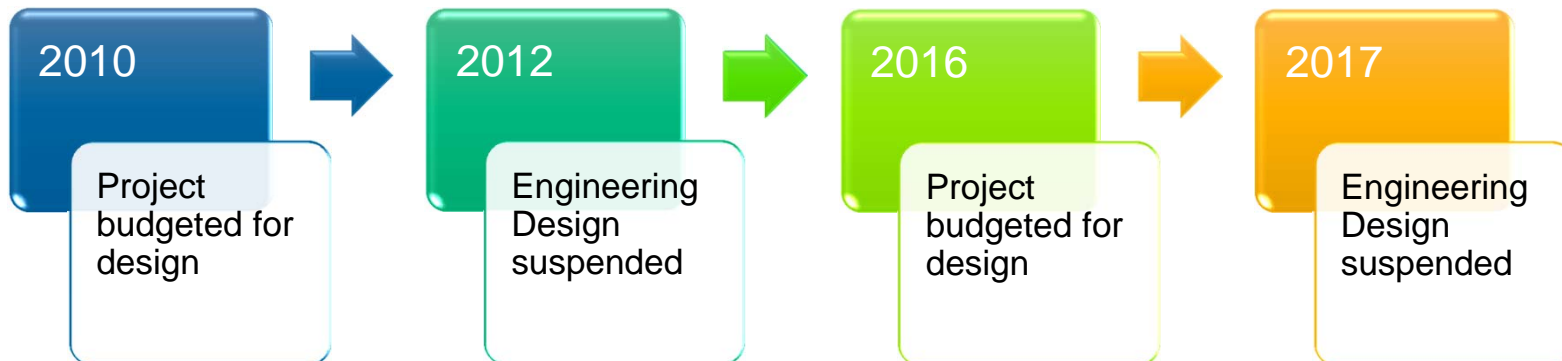 2010
Project
budgeted for
design
2012
Engineering
Design
suspended
2016
Project
budgeted for
design
2017
Engineering
Design
suspended